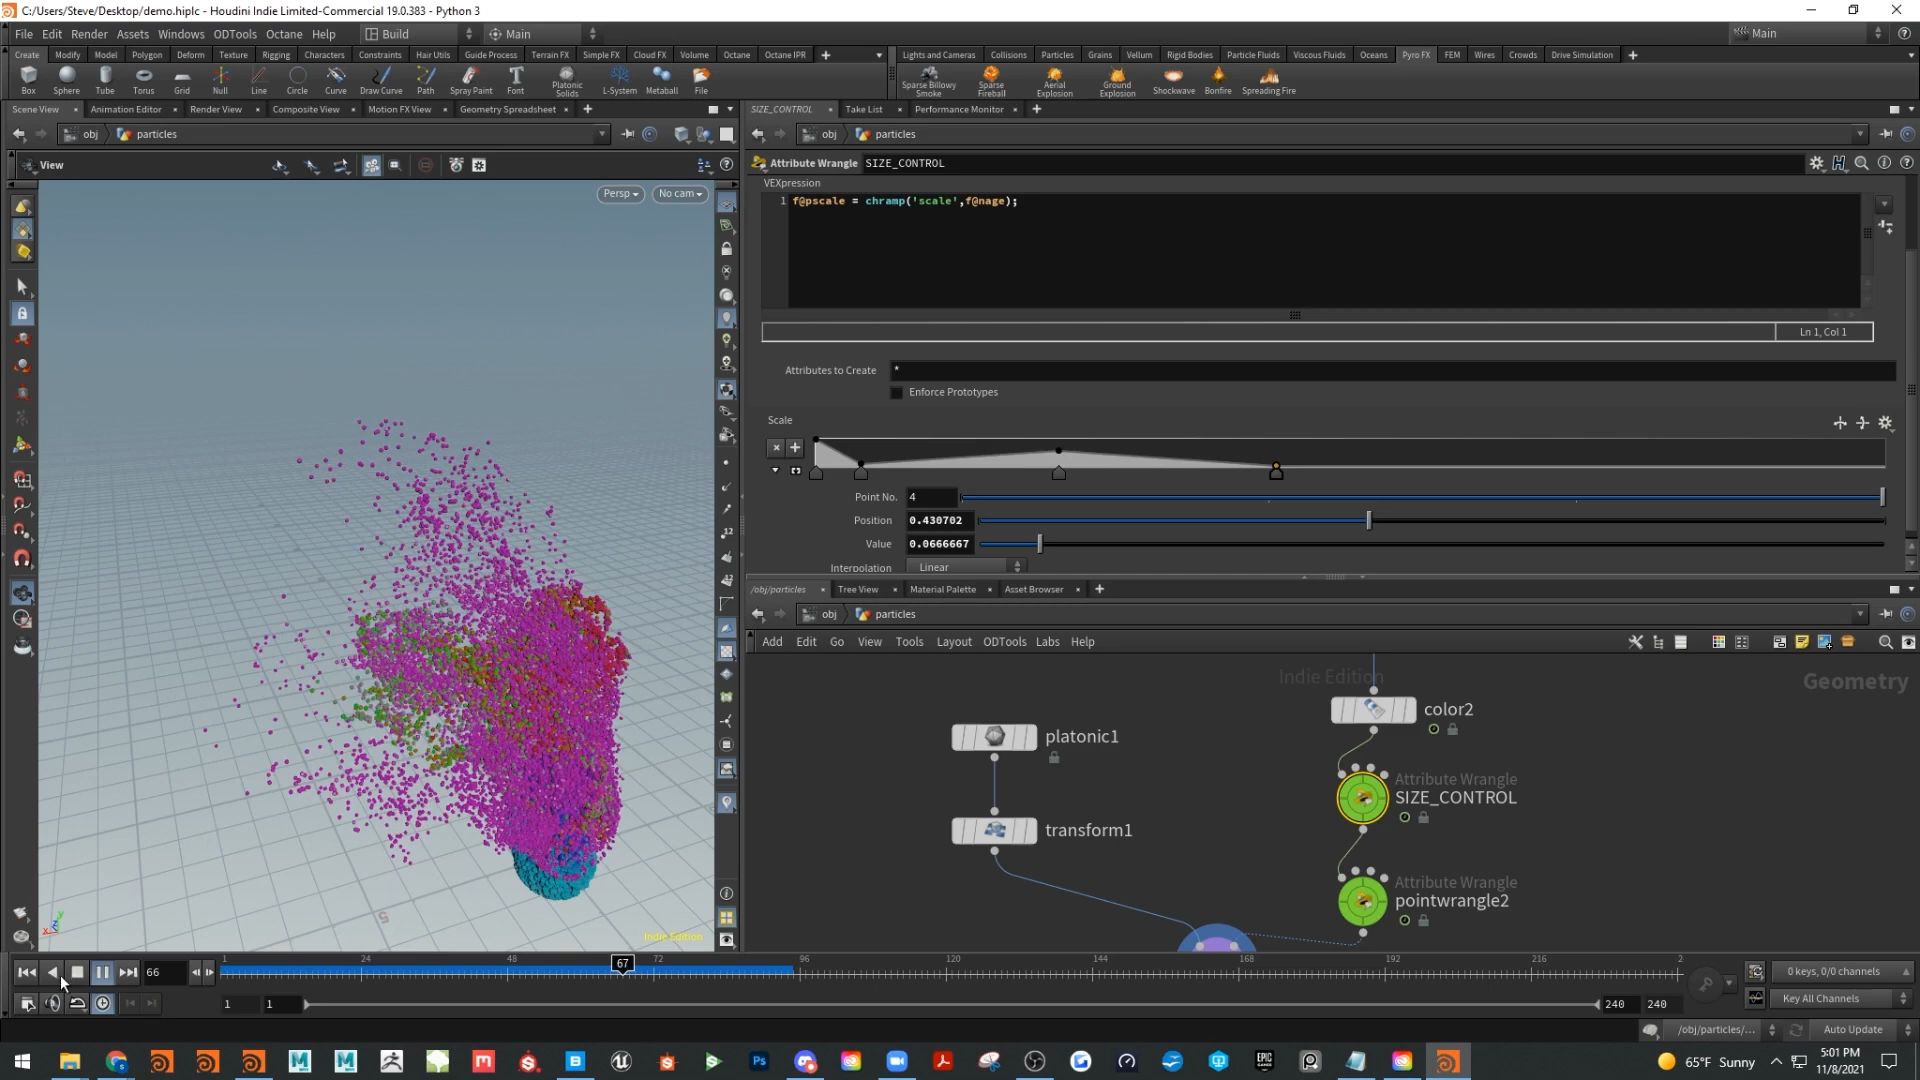 C:/Users/Steve/Desktop/demo.hiplc - Houdini Indie Limited-Commercial 19.0.383 - Python 3
File Edit Render Assets Windows ODTools Octane Help Build Main Main
Create Modify Model Polygon Deform Texture Rigging Characters Constraints Hair Utils Guide Process Terrain FX Simple FX Cloud FX Volume Octane Octane IPR
Lights and Cameras Collisions Particles Grains Vellum Rigid Bodies Particle Fluids Viscous Fluids Oceans Pyro FX FEM Wires Crowds Drive Simulation
Box Sphere Tube Torus Grid Null Line Circle Curve Draw Curve Path Spray Paint Font Platonic Solids L-System Metaball File
Sparse Billowy Smoke Sparse Fireball Aerial Explosion Ground Explosion Shockwave Bonfire Spreading Fire
Scene View Animation Editor Render View Composite View Motion FX View Geometry Spreadsheet
SIZE_CONTROL Take List Performance Monitor
obj particles
obj particles
View
Persp No cam
Attribute Wrangle SIZE_CONTROL
VEXpression
1 f@pscale = chramp('scale',f@nage);
Ln 1, Col 1
Attributes to Create *
Enforce Prototypes
Scale
Point No. 4
Position 0.430702
Value 0.0666667
Interpolation Linear
/obj/particles Tree View Material Palette Asset Browser
obj particles
Add Edit Go View Tools Layout ODTools Labs Help
Indie Edition
Geometry
color2
platonic1
Attribute Wrangle
SIZE_CONTROL
transform1
Attribute Wrangle
pointwrangle2
5
Indie Edition
66
1 24 48 67 72 96 120 144 168 192 216 2
0 keys, 0/0 channels
1 1 240 240
Key All Channels
/obj/particles/... Auto Update
65°F Sunny
5:01 PM
11/8/2021